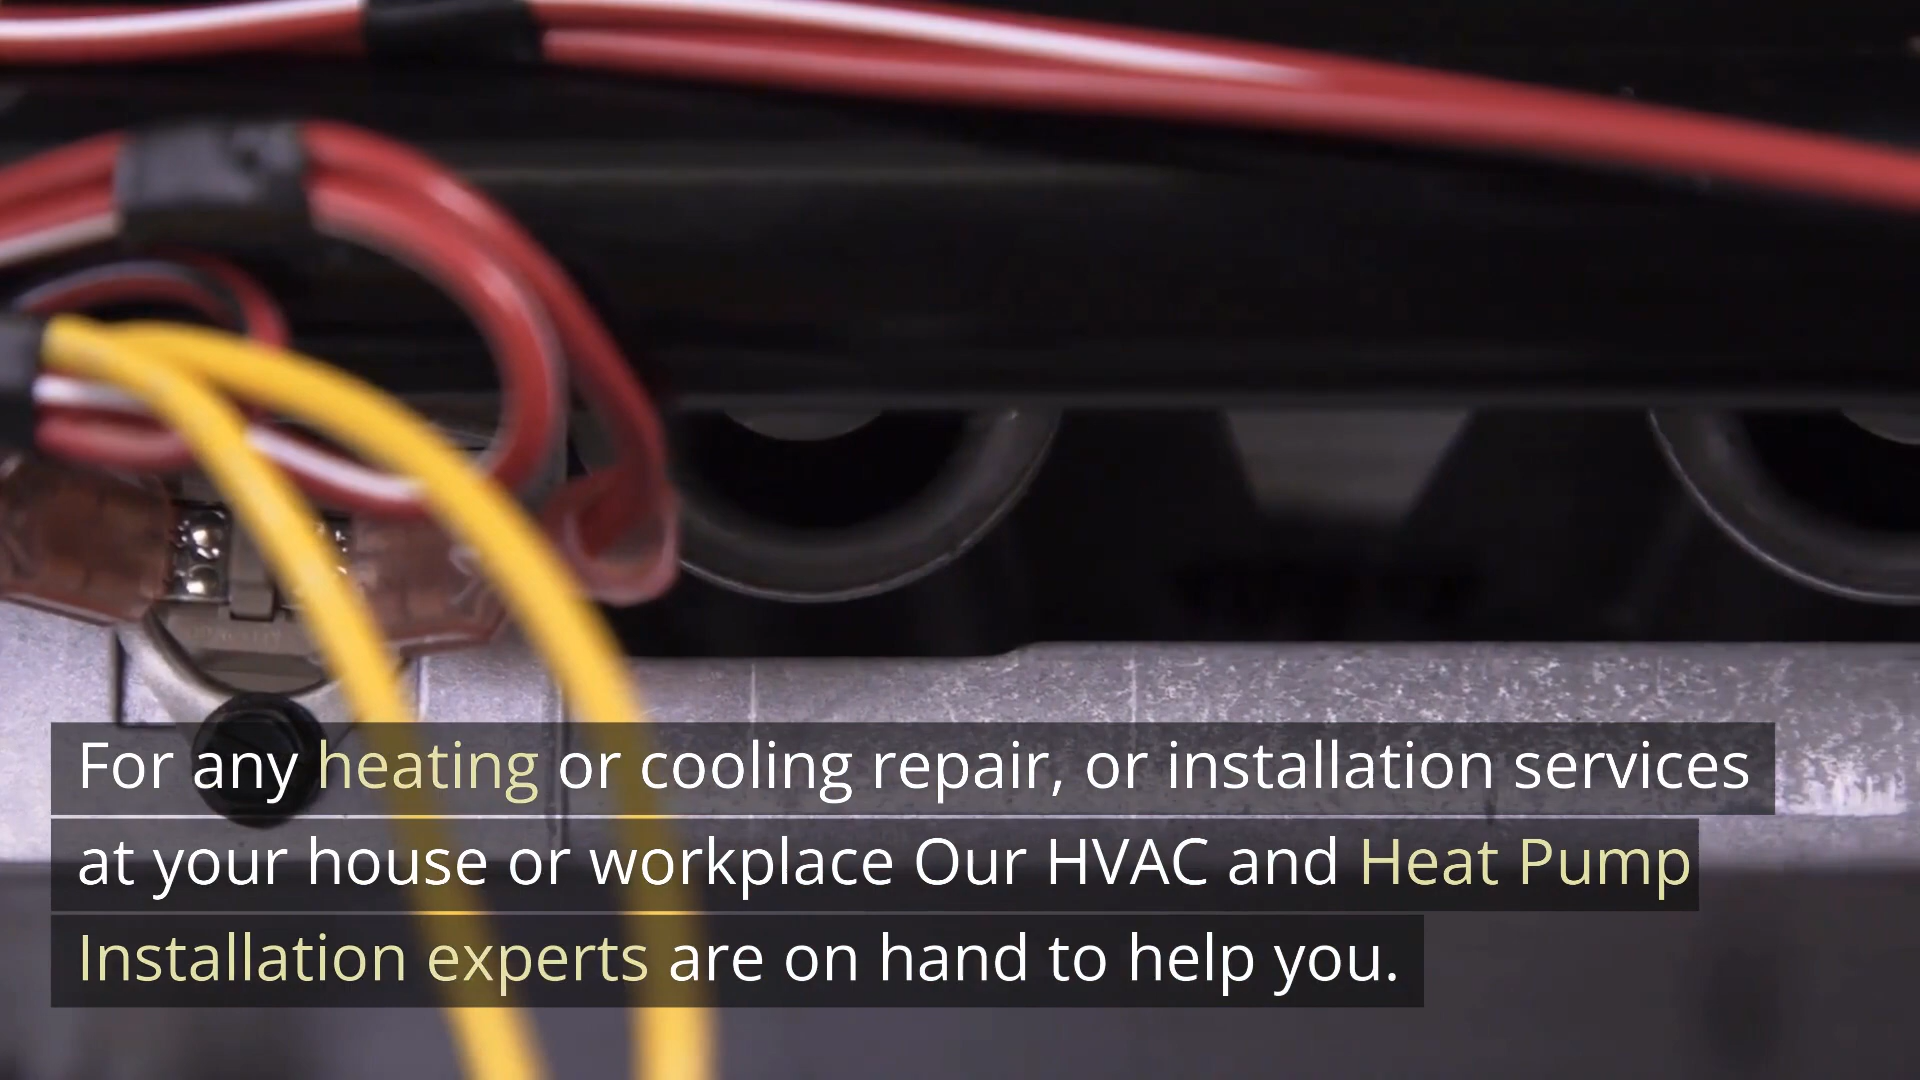 For any heating or cooling repair, or installation services
at your house or workplace Our HVAC and Heat Pump
Installation experts are on hand to help you.